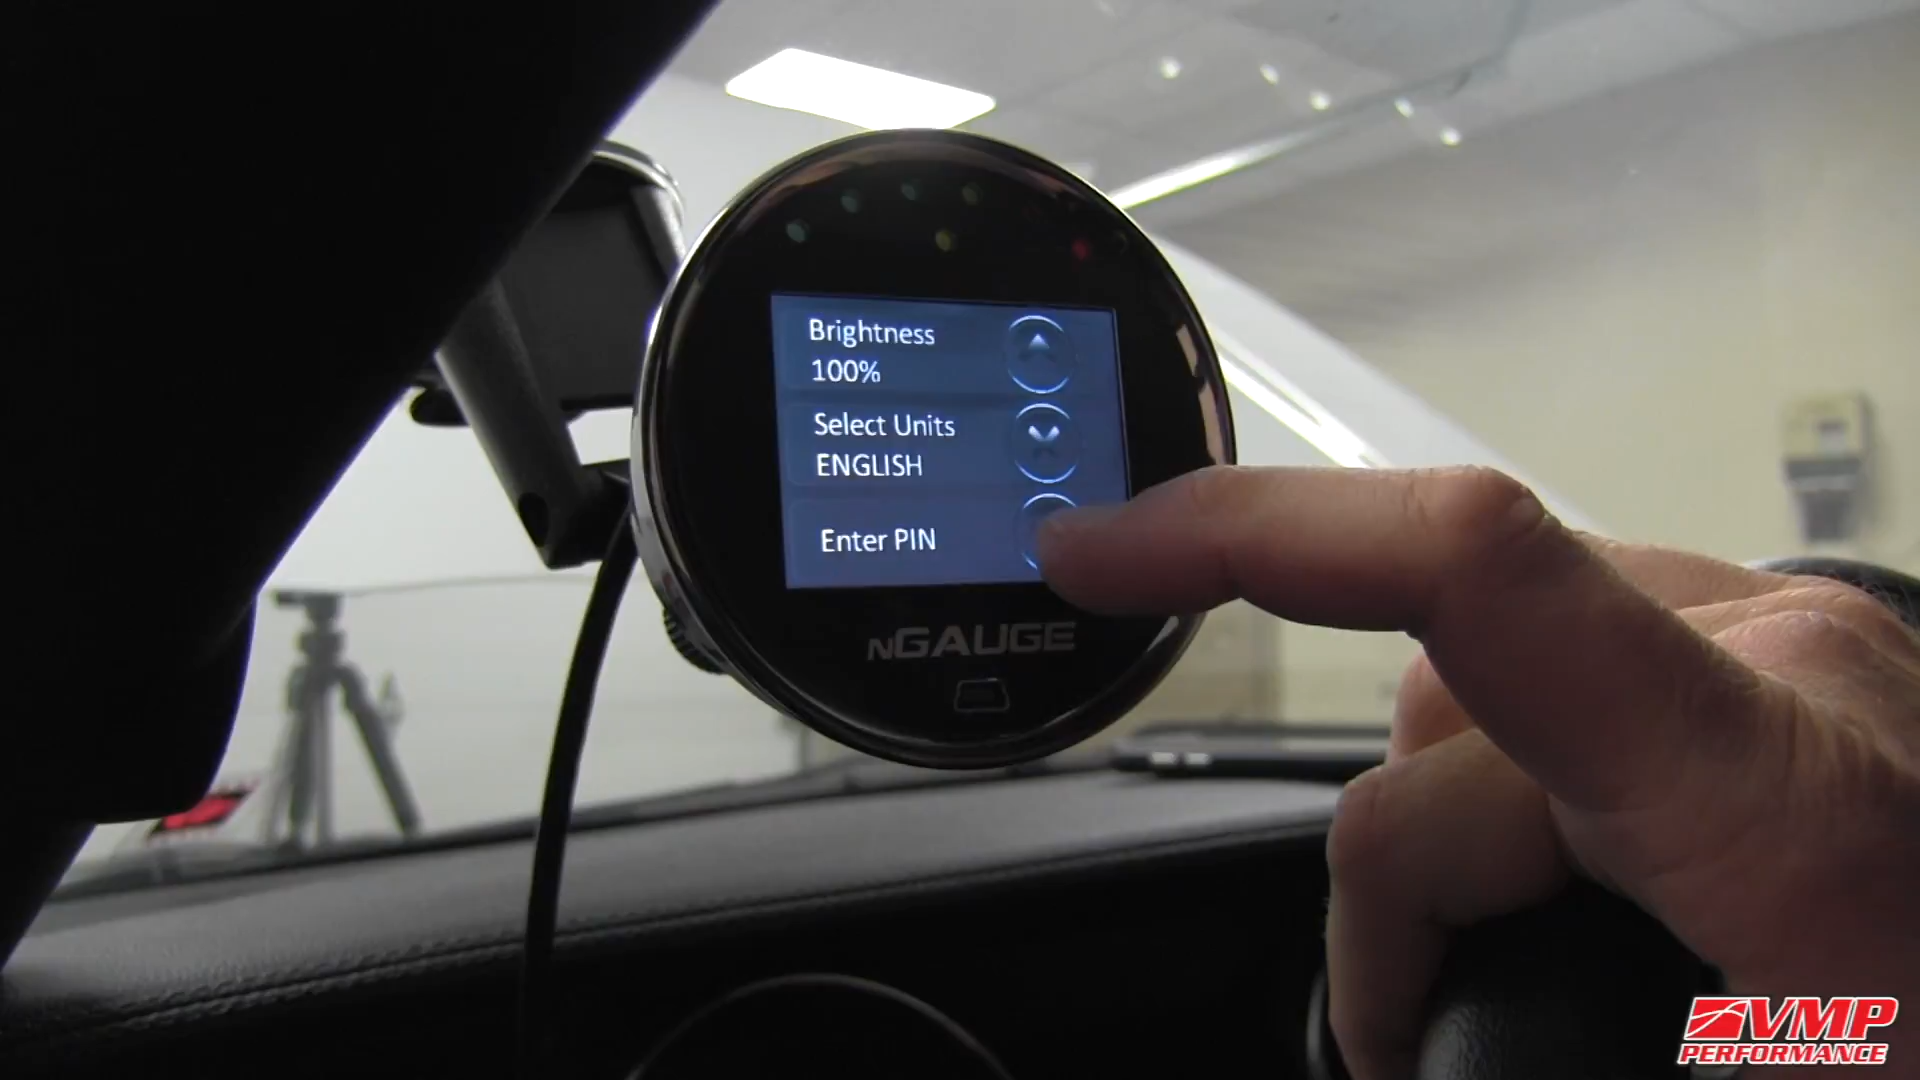 Brightness
100%
Select Units
ENGLISH
Enter PIN
nGAUGE
VMP
PERFORMANCE